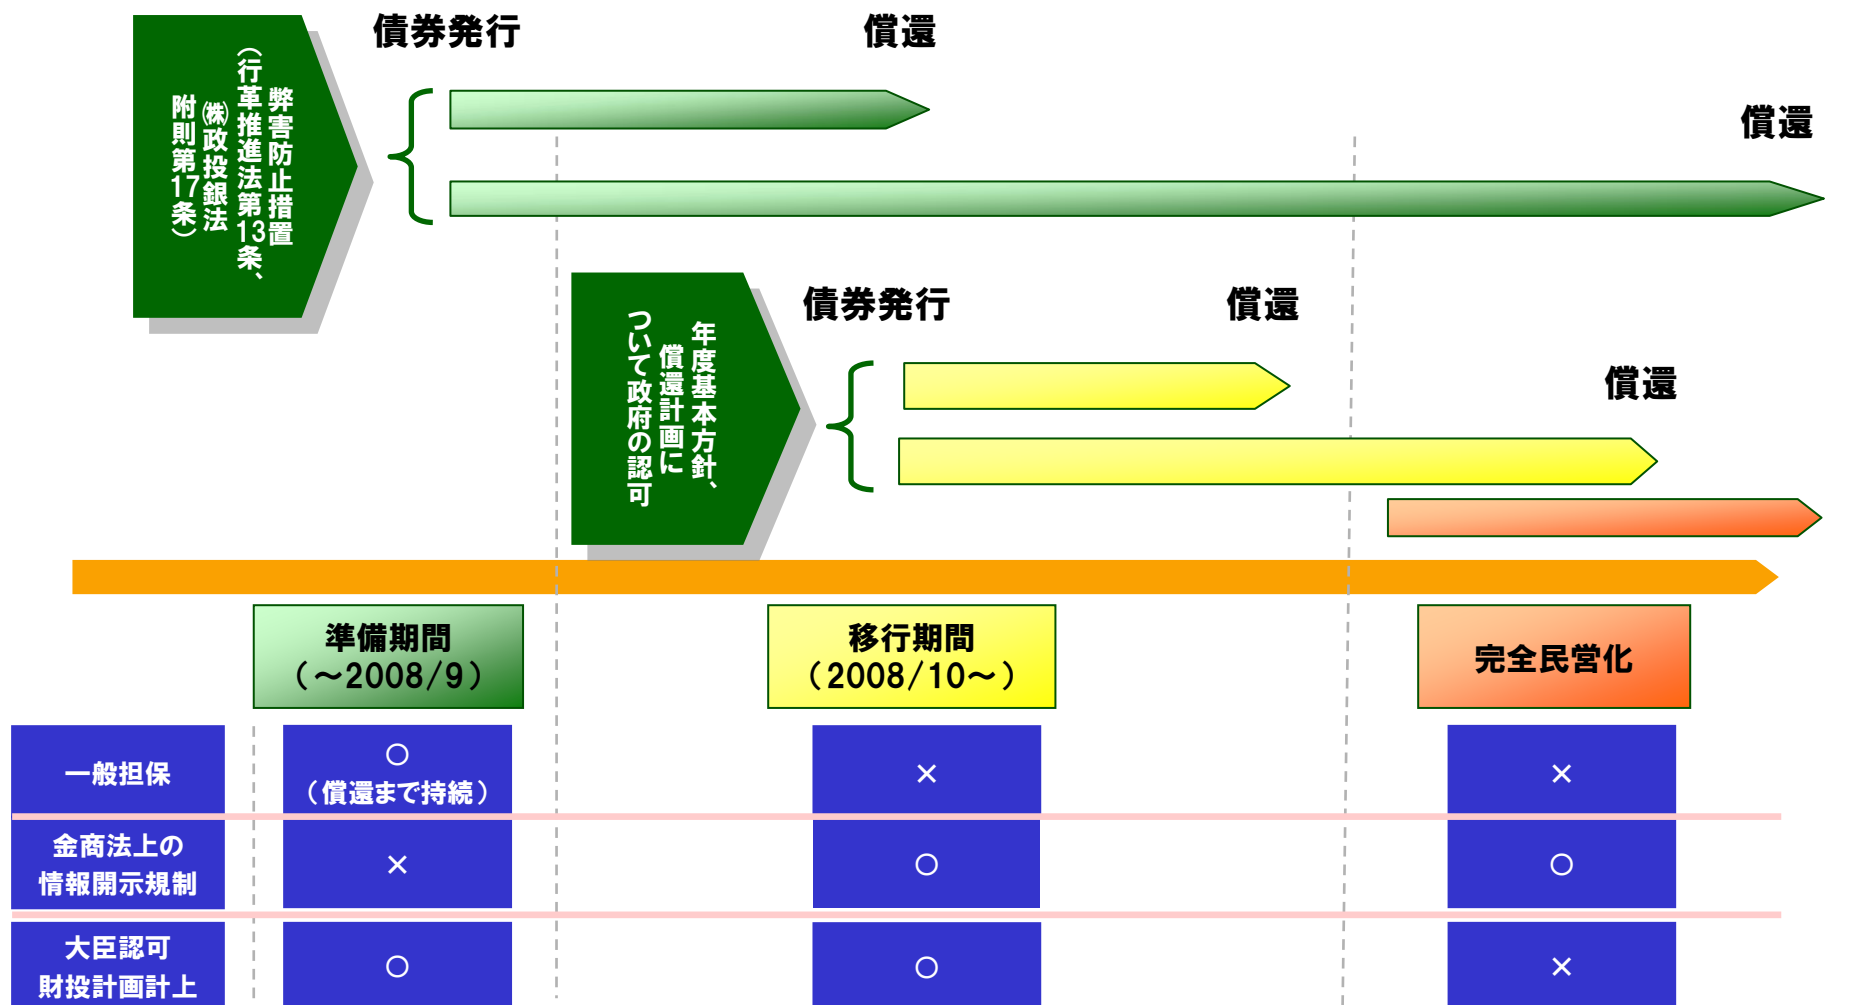 債券発行
償還
弊害防止措置
（行革推進法第13条、
㈱政投銀法
附則第17条）
償還
債券発行
償還
年度基本方針、
償還計画に
ついて政府の認可
償還
準備期間
（～2008/9）
移行期間
（2008/10～）
完全民営化
一般担保
○
（償還まで持続）
×
×
金商法上の
情報開示規制
×
○
○
大臣認可
財投計画計上
○
○
×